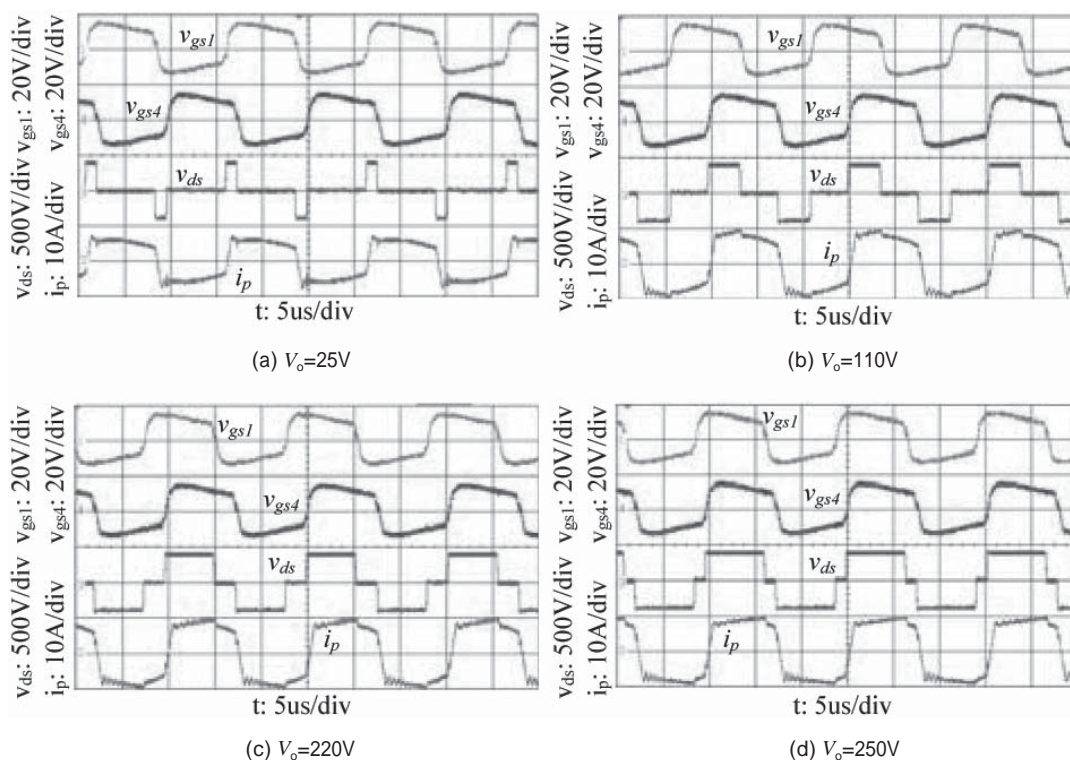 vds: 500V/div vgs1: 20V/div
ip: 10A/div vgs4: 20V/div
vgs1
vgs4
vds
ip
t: 5us/div
(a) Vo=25V
vds: 500V/div vgs1: 20V/div
ip: 10A/div vgs4: 20V/div
vgs1
vgs4
vds
ip
t: 5us/div
(b) Vo=110V
vds: 500V/div vgs1: 20V/div
ip: 10A/div vgs4: 20V/div
vgs1
vgs4
vds
ip
t: 5us/div
(c) Vo=220V
vds: 500V/div vgs1: 20V/div
ip: 10A/div vgs4: 20V/div
vgs1
vgs4
vds
ip
t: 5us/div
(d) Vo=250V